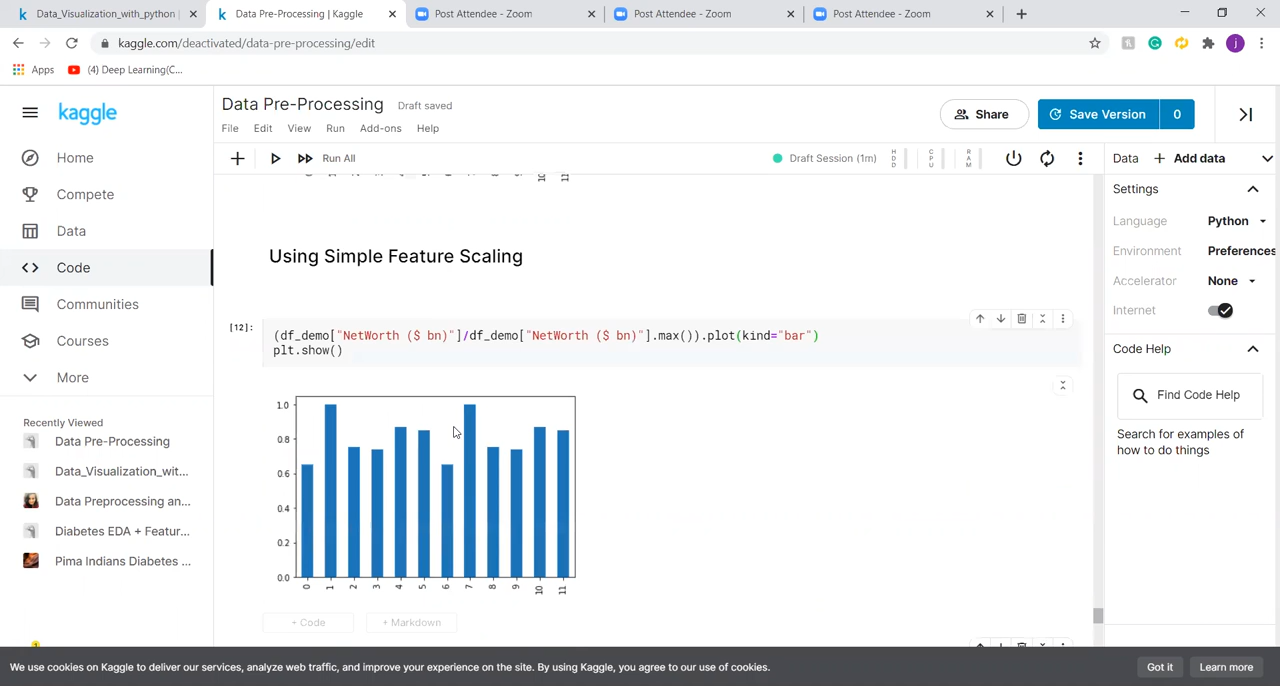 Data_Visualization_with_python |
Data Pre-Processing | Kaggle
Post Attendee - Zoom
Post Attendee - Zoom
Post Attendee - Zoom
kaggle.com/deactivated/data-pre-processing/edit
j
Apps
(4) Deep Learning(C...
kaggle
Home
Compete
Data
Code
Communities
Courses
More
Recently Viewed
Data Pre-Processing
Data_Visualization_wit...
Data Preprocessing an...
Diabetes EDA + Featur...
Pima Indians Diabetes ...
Data Pre-Processing Draft saved
File Edit View Run Add-ons Help
Share
Save Version 0
Run All
Draft Session (1m)
HDD
CPU
RAM
Using Simple Feature Scaling
[12]:
(df_demo["NetWorth ($ bn)"]/df_demo["NetWorth ($ bn)"].max()).plot(kind="bar")
plt.show()
1.0
0.8
0.6
0.4
0.2
0.0
0 1 2 3 4 5 6 7 8 9 10 11
+ Code + Markdown
Data + Add data
Settings
Language Python
Environment Preferences
Accelerator None
Internet
Code Help
Find Code Help
Search for examples of
how to do things
We use cookies on Kaggle to deliver our services, analyze web traffic, and improve your experience on the site. By using Kaggle, you agree to our use of cookies.
Got it Learn more